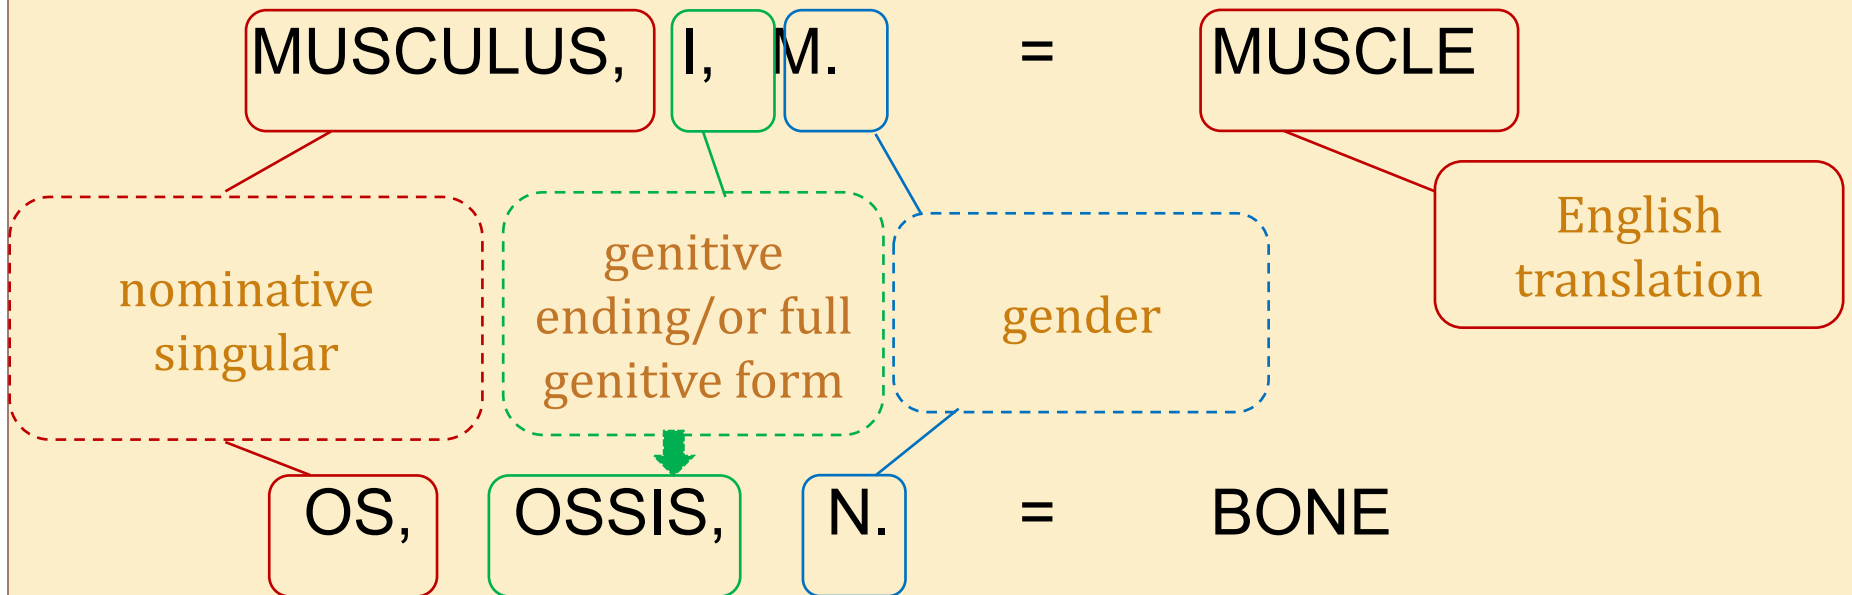 MUSCULUS, I, M. = MUSCLE
nominative
singular
genitive
ending/or full
genitive form
gender
English
translation
OS, OSSIS, N. = BONE